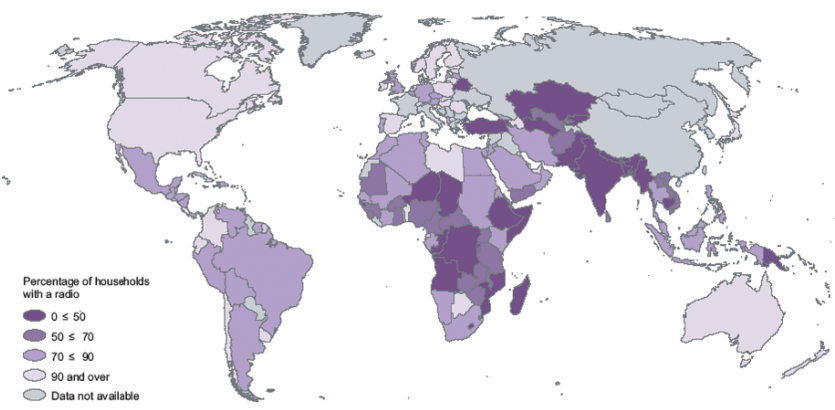 Percentage of households
with a radio
0 ≤ 50
50 ≤ 70
70 ≤ 90
90 and over
Data not available